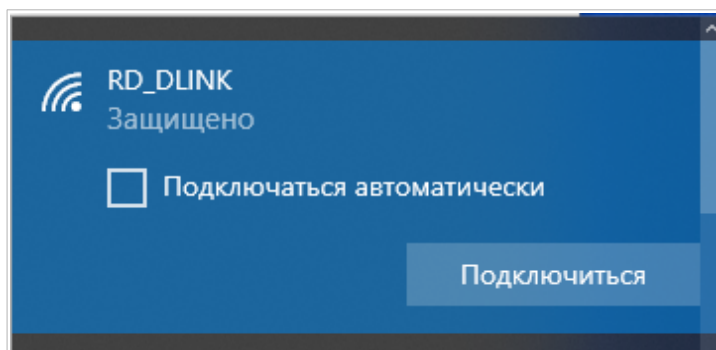 RD_DLINK
Защищено
Подключаться автоматически
Подключиться